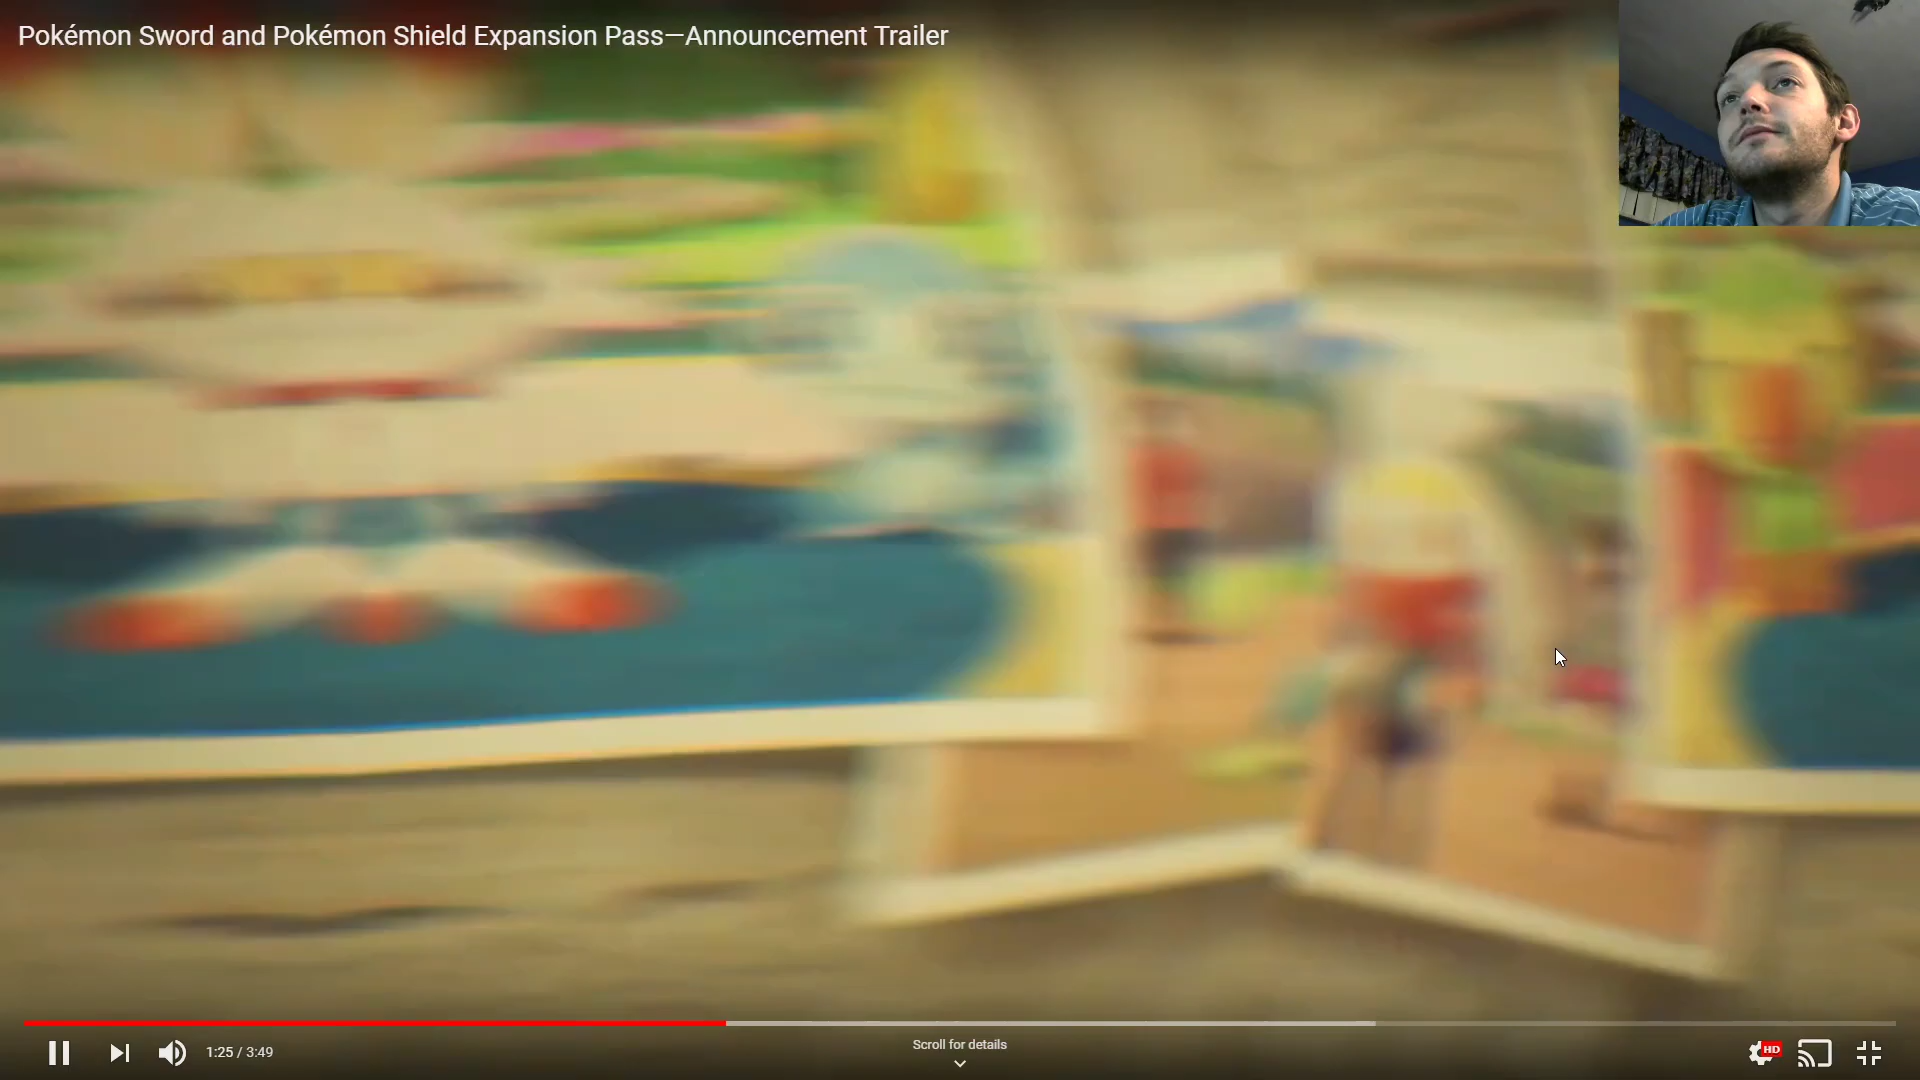 Pokémon Sword and Pokémon Shield Expansion Pass—Announcement Trailer
1:25 / 3:49
Scroll for details
HD